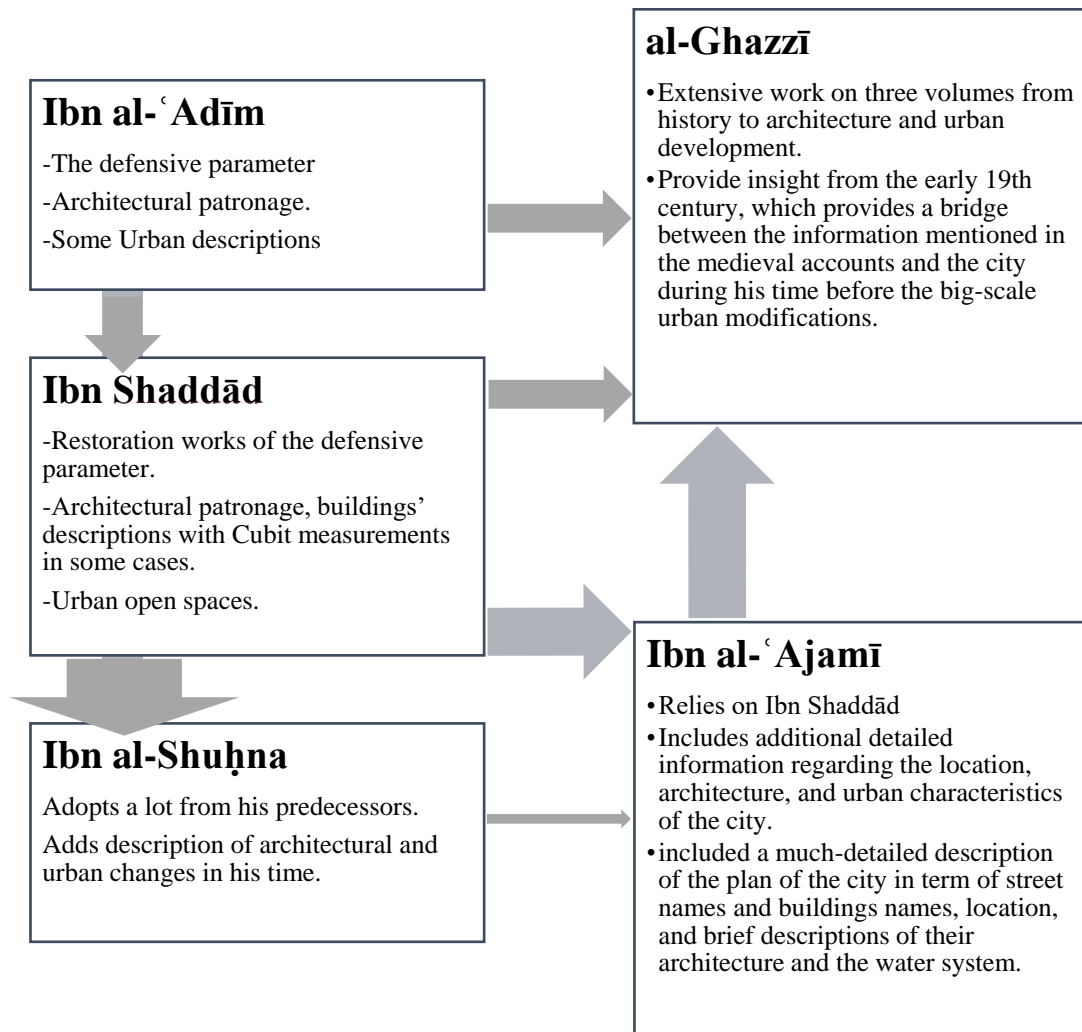 Ibn al-ʿAdīm
-The defensive parameter
-Architectural patronage.
-Some Urban descriptions
Ibn Shaddād
-Restoration works of the defensive
parameter.
-Architectural patronage, buildings’
descriptions with Cubit measurements
in some cases.
-Urban open spaces.
Ibn al-Shuḥna
Adopts a lot from his predecessors.
Adds description of architectural and
urban changes in his time.
al-Ghazzī
•Extensive work on three volumes from
history to architecture and urban
development.
•Provide insight from the early 19th
century, which provides a bridge
between the information mentioned in
the medieval accounts and the city
during his time before the big-scale
urban modifications.
Ibn al-ʿAjamī
•Relies on Ibn Shaddād
•Includes additional detailed
information regarding the location,
architecture, and urban characteristics
of the city.
•included a much-detailed description
of the plan of the city in term of street
names and buildings names, location,
and brief descriptions of their
architecture and the water system.